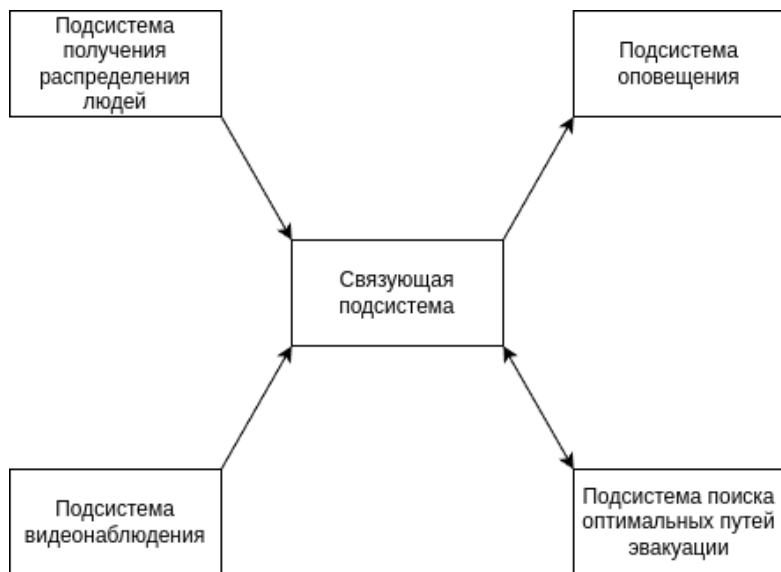 Подсистема
получения
распределения
людей
Подсистема
оповещения
Связующая
подсистема
Подсистема
видеонаблюдения
Подсистема поиска
оптимальных путей
эвакуации